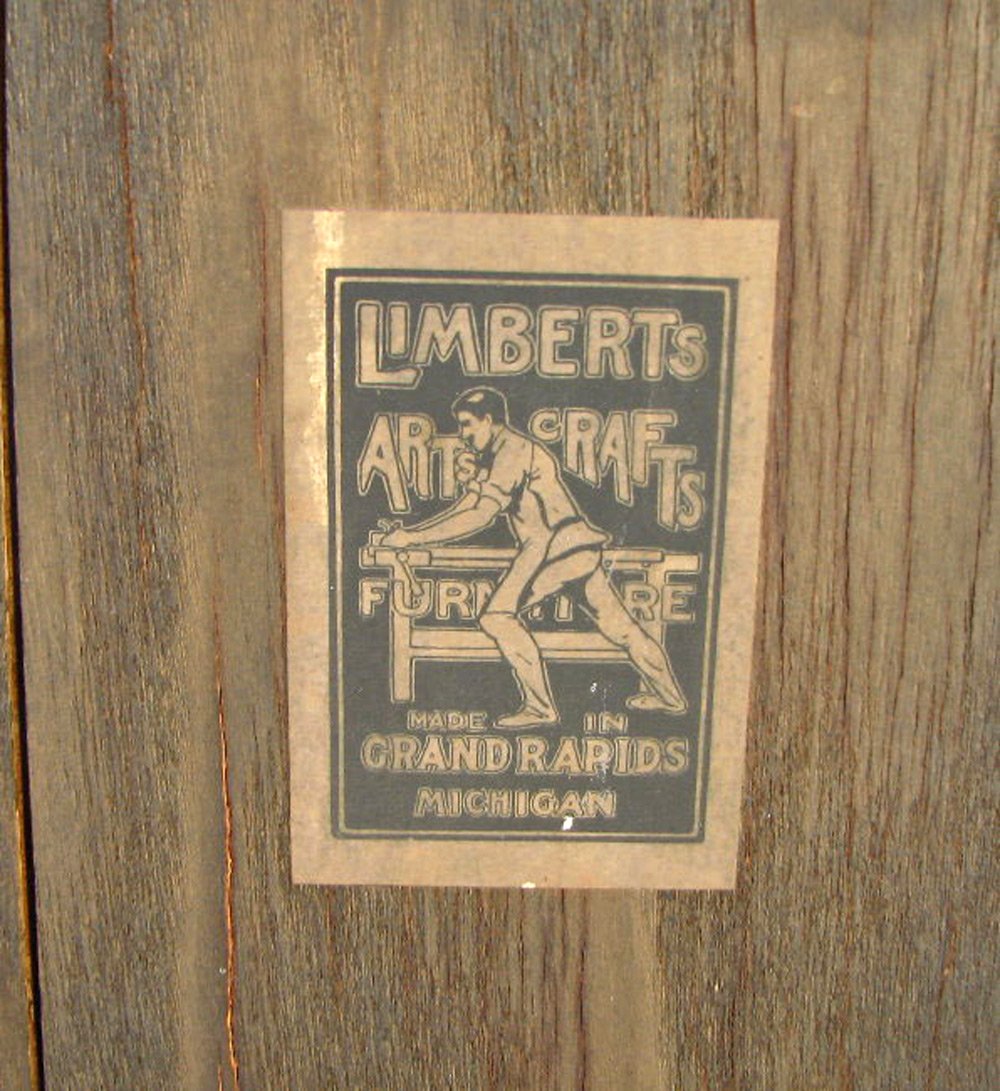 LIMBERTS
ARTS CRAFTS
FURNITURE
MADE IN
GRAND RAPIDS
MICHIGAN